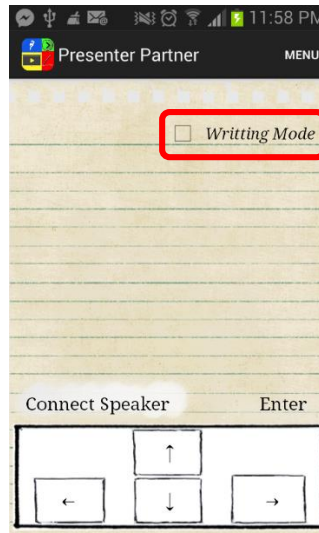 11:58 PM
Presenter Partner MENU
Writting Mode
Connect Speaker Enter
↑
← ↓ →